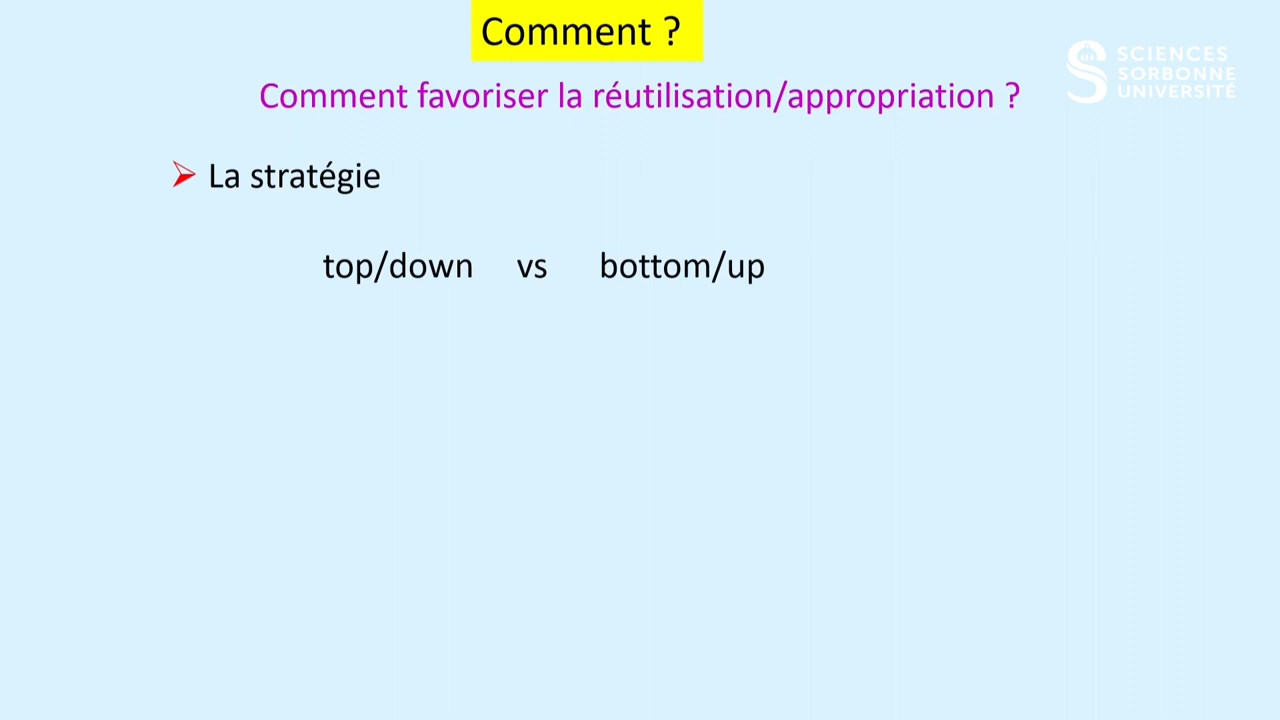 Comment ?
Comment favoriser la réutilisation/appropriation ?
SCIENCES
SORBONNE
UNIVERSITÉ
La stratégie
top/down vs bottom/up